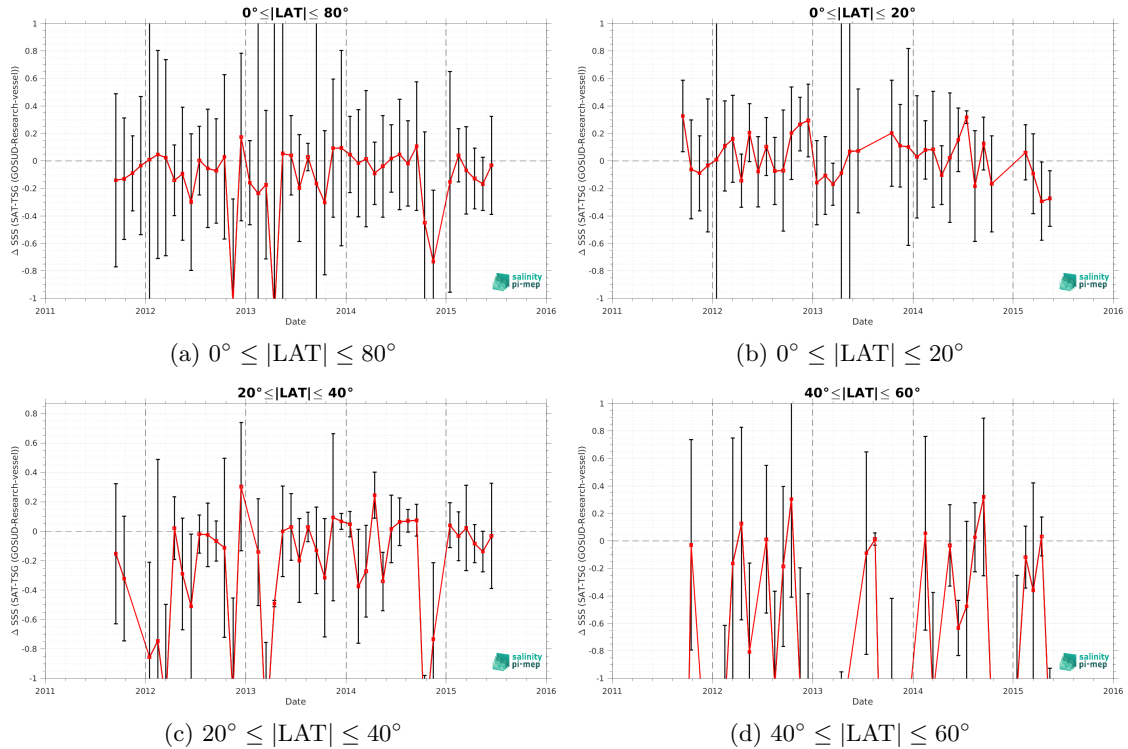 0°≤|LAT|≤ 80°
Δ SSS (SAT-TSG (GOSUD-Research-vessel))
1
0.8
0.6
0.4
0.2
0
-0.2
-0.4
-0.6
-0.8
-1
2011 2012 2013 2014 2015 2016
Date
salinity
pi-mep
(a) 0° ≤ |LAT| ≤ 80°
0°≤|LAT|≤ 20°
Δ SSS (SAT-TSG (GOSUD-Research-vessel))
1
0.8
0.6
0.4
0.2
0
-0.2
-0.4
-0.6
-0.8
-1
2011 2012 2013 2014 2015 2016
Date
salinity
pi-mep
(b) 0° ≤ |LAT| ≤ 20°
20°≤|LAT|≤ 40°
Δ SSS (SAT-TSG (GOSUD-Research-vessel))
0.8
0.6
0.4
0.2
0
-0.2
-0.4
-0.6
-0.8
-1
2011 2012 2013 2014 2015 2016
Date
salinity
pi-mep
(c) 20° ≤ |LAT| ≤ 40°
40°≤|LAT|≤ 60°
Δ SSS (SAT-TSG (GOSUD-Research-vessel))
1
0.8
0.6
0.4
0.2
0
-0.2
-0.4
-0.6
-0.8
-1
2011 2012 2013 2014 2015 2016
Date
salinity
pi-mep
(d) 40° ≤ |LAT| ≤ 60°